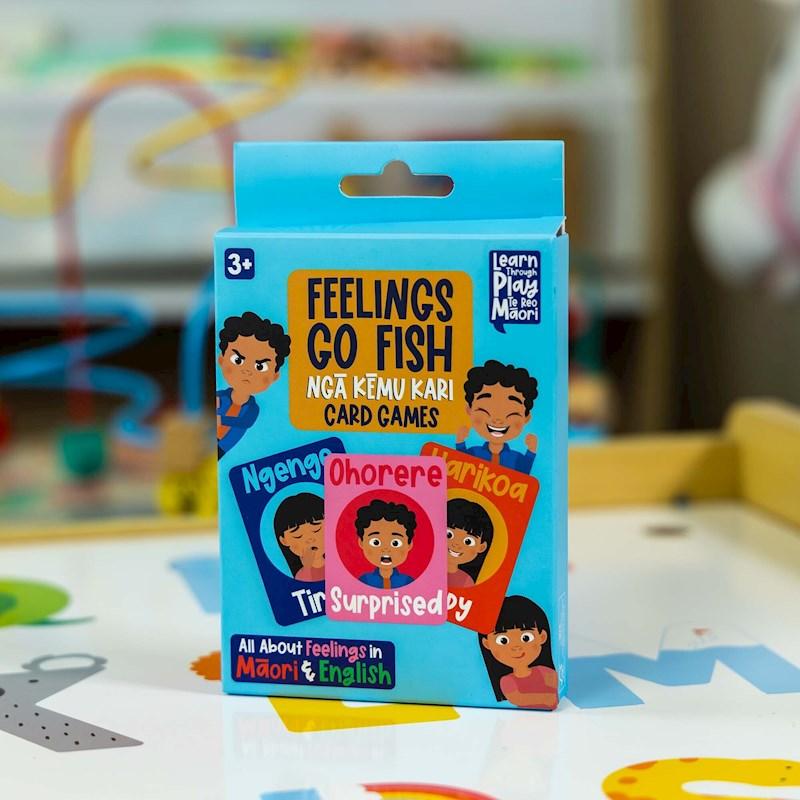 3+
Learn
Through
Play
Te Reo
Māori
FEELINGS
GO FISH
NGĀ KĒMU KARI
CARD GAMES
Ngenge
Ohorere
Harikoa
Surprised
All About Feelings in
Māori & English